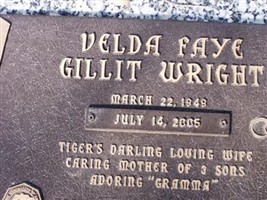 VELDA FAYE
GILLIT WRIGHT
MARCH 22, 1949
JULY 14, 2005
TIGER'S DARLING LOVING WIFE
CARING MOTHER OF 3 SONS
ADORING "GRAMMA"